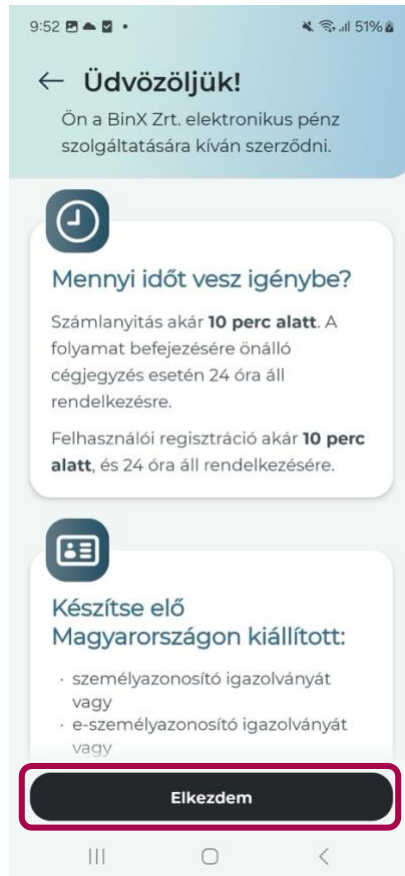 9:52 51%
← Üdvözöljük!
Ön a BinX Zrt. elektronikus pénz
szolgáltatására kíván szerződni.
Mennyi időt vesz igénybe?
Számlanyitás akár 10 perc alatt. A
folyamat befejezésére önálló
cégjegyzés esetén 24 óra áll
rendelkezésre.
Felhasználói regisztráció akár 10 perc
alatt, és 24 óra áll rendelkezésére.
Készítse elő
Magyarországon kiállított:
· személyazonosító igazolványát
vagy
· e-személyazonosító igazolványát
vagy
Elkezdem